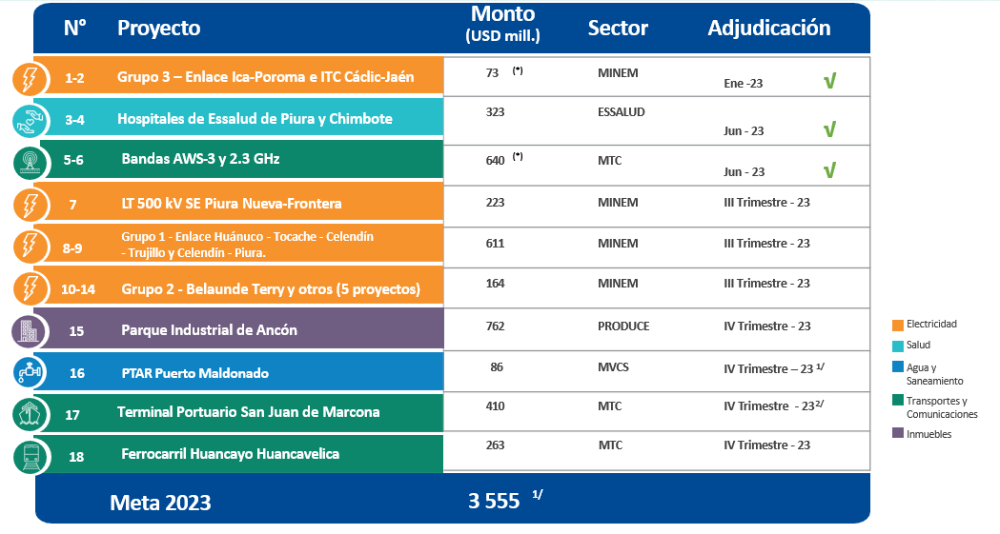 N° Proyecto Monto (USD mill.) Sector Adjudicación
1-2 Grupo 3 – Enlace Ica-Poroma e ITC Cáclic-Jaén 73 (*) MINEM Ene -23 √
3-4 Hospitales de Essalud de Piura y Chimbote 323 ESSALUD Jun - 23 √
5-6 Bandas AWS-3 y 2.3 GHz 640 (*) MTC Jun - 23 √
7 LT 500 kV SE Piura Nueva-Frontera 223 MINEM III Trimestre - 23
8-9 Grupo 1 - Enlace Huánuco - Tocache - Celendín
- Trujillo y Celendín - Piura. 611 MINEM III Trimestre - 23
10-14 Grupo 2 - Belaunde Terry y otros (5 proyectos) 164 MINEM III Trimestre - 23
15 Parque Industrial de Ancón 762 PRODUCE IV Trimestre - 23
16 PTAR Puerto Maldonado 86 MVCS IV Trimestre – 23 1/
17 Terminal Portuario San Juan de Marcona 410 MTC IV Trimestre - 23 2/
18 Ferrocarril Huancayo Huancavelica 263 MTC IV Trimestre - 23
Meta 2023 3 555 1/
Electricidad
Salud
Agua y
Saneamiento
Transportes y
Comunicaciones
Inmuebles